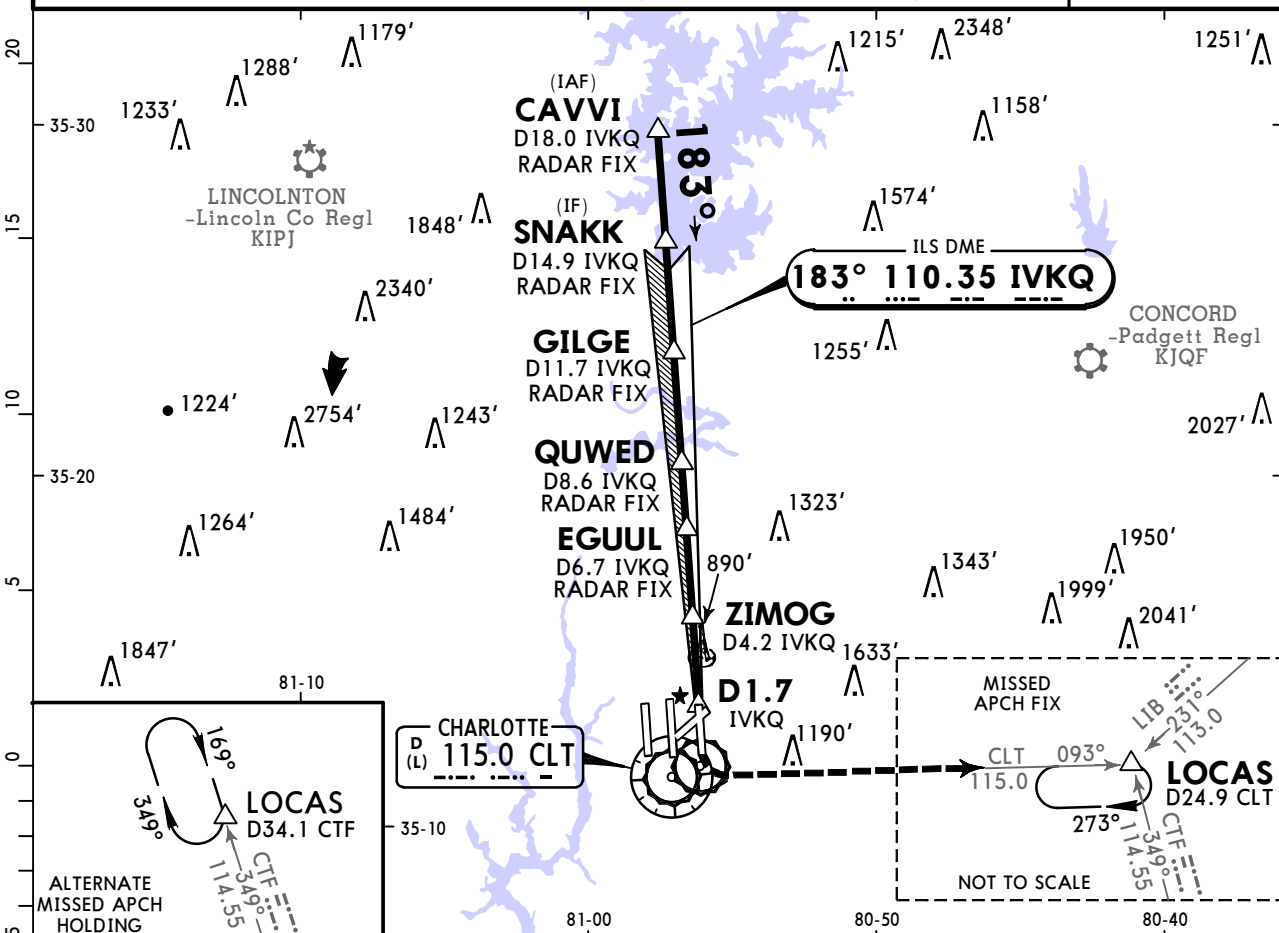 20
1179'
1288'
1233'
35-30
LINCOLNTON
-Lincoln Co Regl
KIPJ
(IAF)
CAVVI
D18.0 IVKQ
RADAR FIX
183°
1215'
2348'
1251'
1158'
15
1848'
(IF)
SNAKK
D14.9 IVKQ
RADAR FIX
1574'
ILS DME
183° 110.35 IVKQ
2340'
GILGE
D11.7 IVKQ
RADAR FIX
1255'
CONCORD
-Padgett Regl
KJQF
10
1224'
2754'
1243'
2027'
35-20
QUWED
D8.6 IVKQ
RADAR FIX
1264'
1484'
1323'
EGUUL
D6.7 IVKQ
RADAR FIX
890'
1343'
1950'
1999'
2041'
5
ZIMOG
D4.2 IVKQ
1847'
81-10
1633'
D1.7
IVKQ
1190'
0
CHARLOTTE
D
(L)
115.0 CLT
MISSED
APCH FIX
LIB
231°
113.0
CLT 093°
115.0
LOCAS
D24.9 CLT
273°
CTF
349°
114.55
NOT TO SCALE
169°
349°
LOCAS
D34.1 CTF
CTF
349°
114.55
ALTERNATE
MISSED APCH
HOLDING
35-10
81-00
80-50
80-40